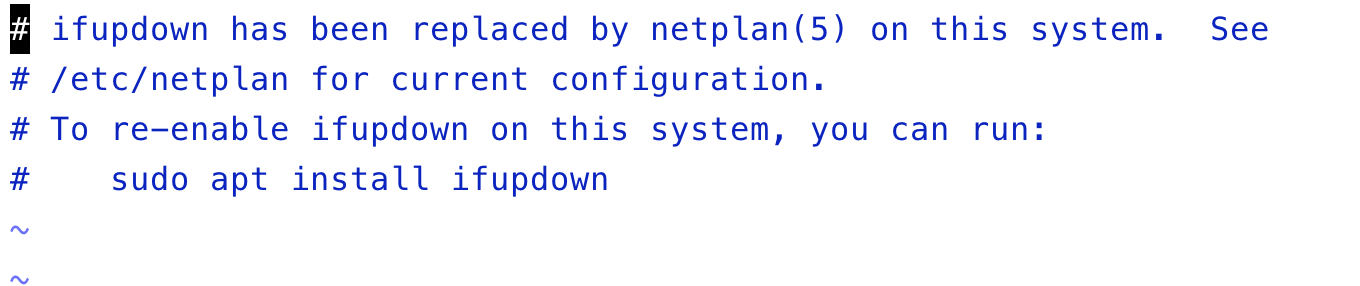 # ifupdown has been replaced by netplan(5) on this system.  See
# /etc/netplan for current configuration.
# To re-enable ifupdown on this system, you can run:
#    sudo apt install ifupdown
~
~